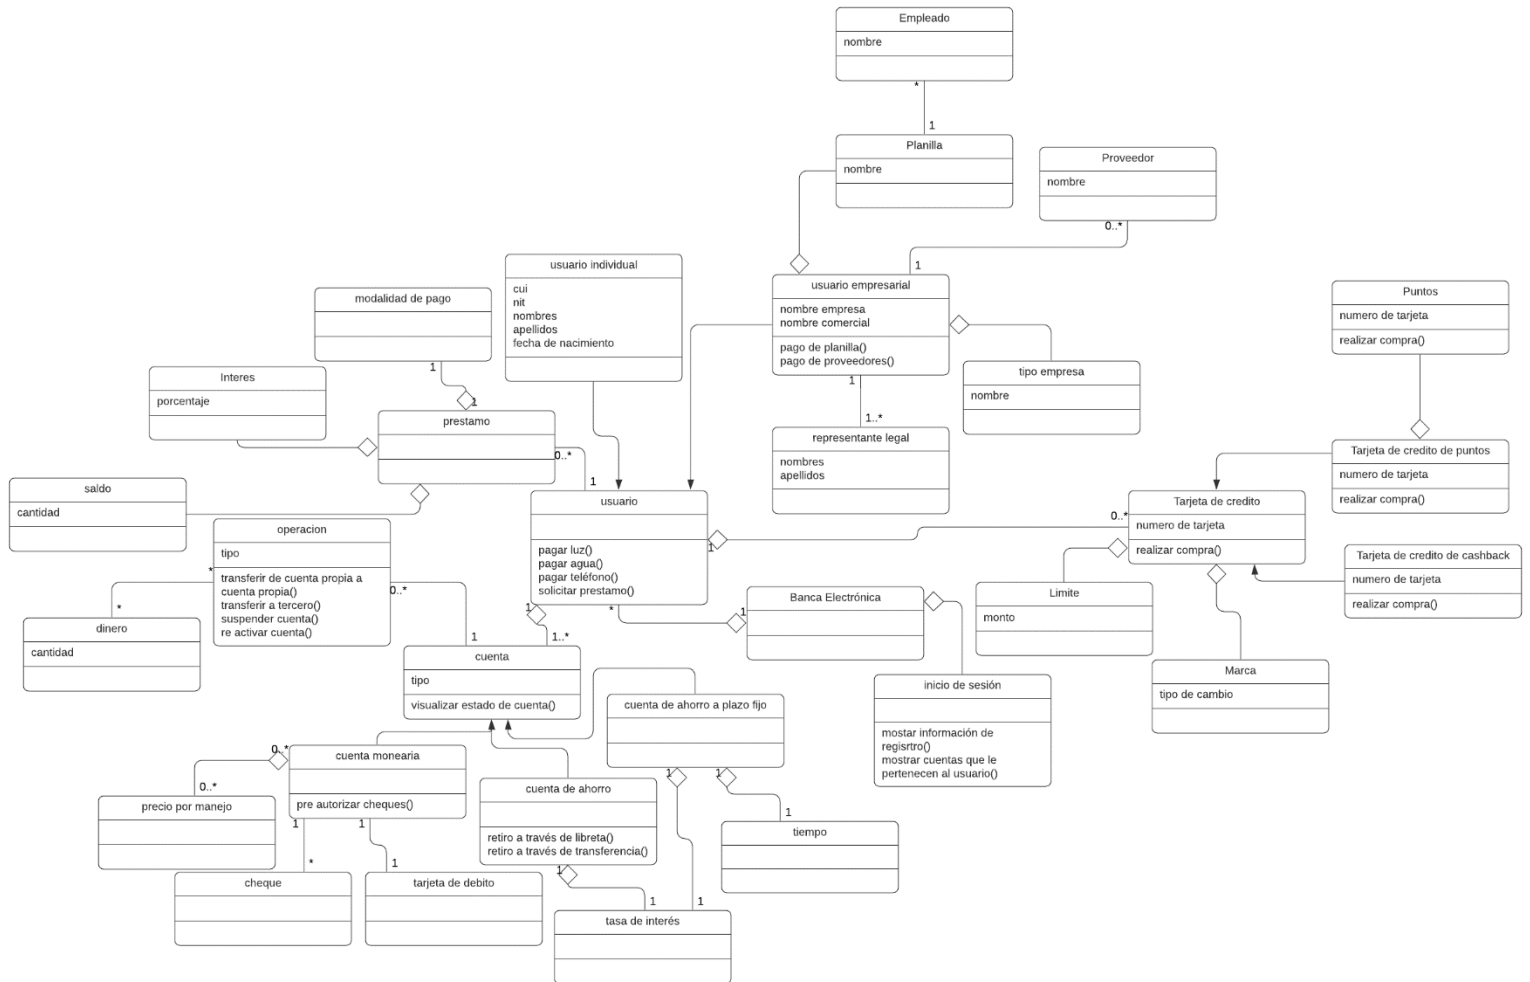 Empleado
nombre
*
1
Planilla
nombre
Proveedor
nombre
0..*
1
usuario individual
cui
nit
nombres
apellidos
fecha de nacimiento
usuario empresarial
nombre empresa
nombre comercial
pago de planilla()
pago de proveedores()
Puntos
numero de tarjeta
realizar compra()
modalidad de pago
1
1
Interes
porcentaje
prestamo
0..*
1
tipo empresa
nombre
1
1..*
representante legal
nombres
apellidos
Tarjeta de credito de puntos
numero de tarjeta
realizar compra()
saldo
cantidad
usuario
pagar luz()
pagar agua()
pagar teléfono()
solicitar prestamo()
1
0..*
Tarjeta de credito
numero de tarjeta
realizar compra()
operacion
tipo
transferir de cuenta propia a
cuenta propia()
transferir a tercero()
suspender cuenta()
re activar cuenta()
*
*
0..*
1
Tarjeta de credito de cashback
numero de tarjeta
realizar compra()
Limite
monto
Banca Electrónica
*
1
1
1..*
dinero
cantidad
cuenta
tipo
visualizar estado de cuenta()
Marca
tipo de cambio
inicio de sesión
mostar información de
regisrtro()
mostrar cuentas que le
pertenecen al usuario()
cuenta de ahorro a plazo fijo
1
1
cuenta monearia
pre autorizar cheques()
0..*
0..*
precio por manejo
cuenta de ahorro
retiro a través de libreta()
retiro a través de transferencia()
1
1
tiempo
1
*
1
1
cheque
tarjeta de debito
1
1
tasa de interés